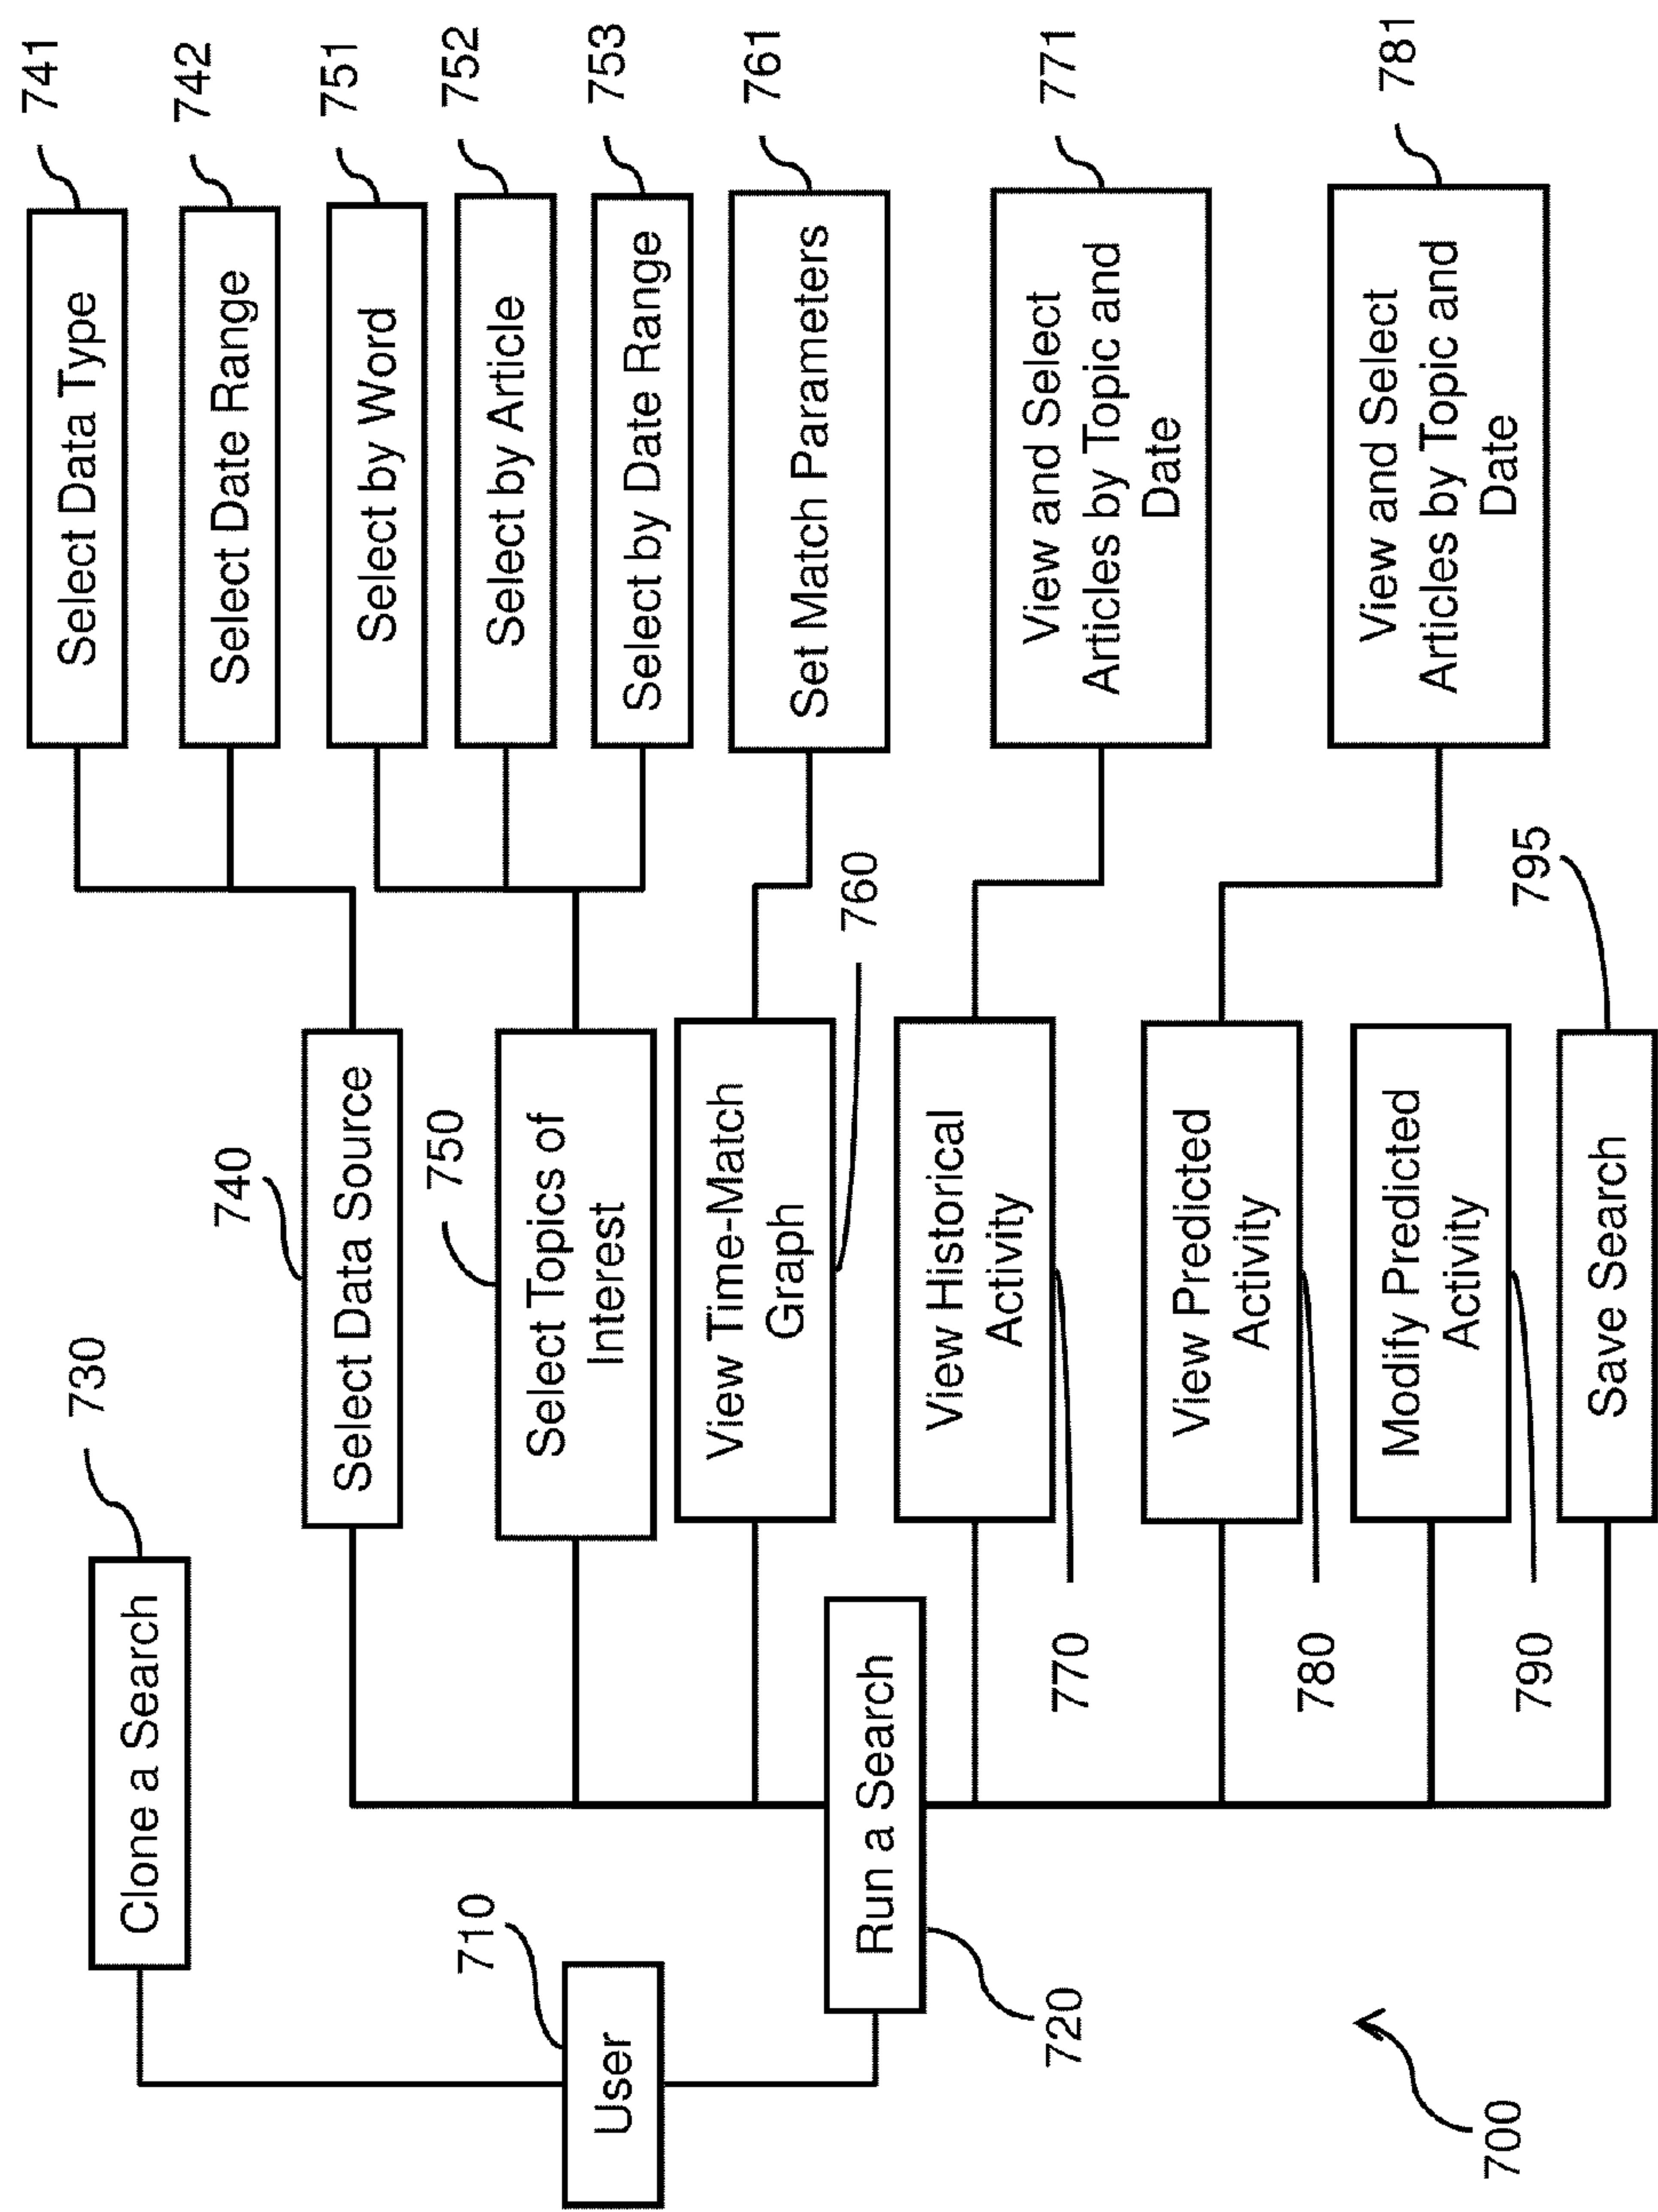 730
Clone a Search
710
User
720
Run a Search
700
740
Select Data Source
741
Select Data Type
742
Select Date Range
750
Select Topics of
Interest
751
Select by Word
752
Select by Article
753
Select by Date Range
760
View Time-Match
Graph
761
Set Match Parameters
770
View Historical
Activity
771
View and Select
Articles by Topic and
Date
780
View Predicted
Activity
781
View and Select
Articles by Topic and
Date
790
Modify Predicted
Activity
795
Save Search